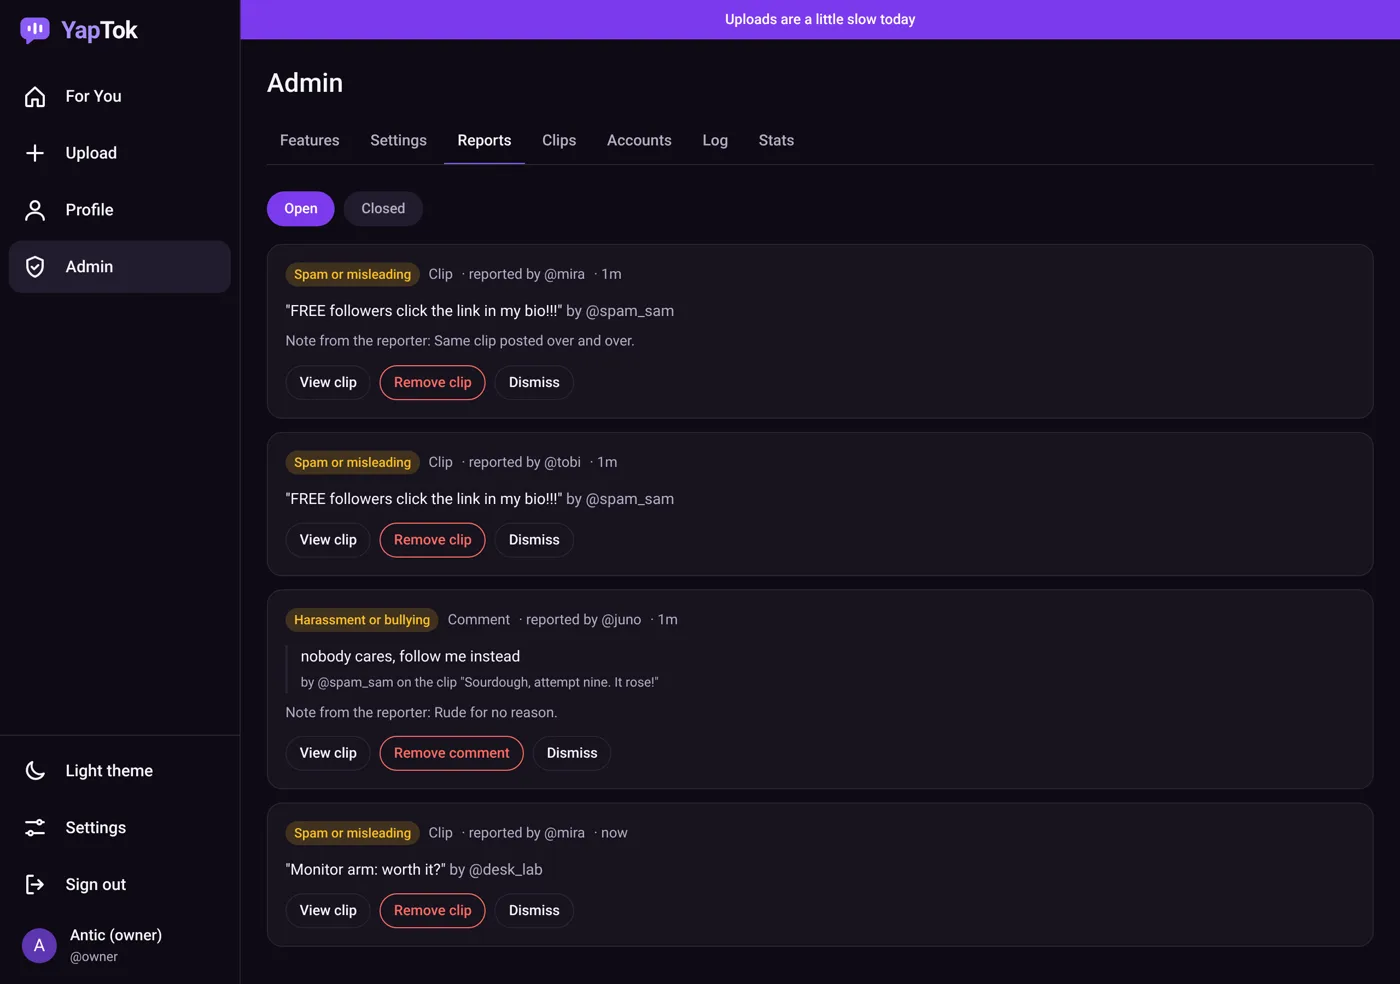 YapTok
For You
Upload
Profile
Admin
Light theme
Settings
Sign out
A
Antic (owner)
@owner
Uploads are a little slow today
Admin
Features Settings Reports Clips Accounts Log Stats
Open Closed
Spam or misleading Clip · reported by @mira · 1m
"FREE followers click the link in my bio!!!" by @spam_sam
Note from the reporter: Same clip posted over and over.
View clip Remove clip Dismiss
Spam or misleading Clip · reported by @tobi · 1m
"FREE followers click the link in my bio!!!" by @spam_sam
View clip Remove clip Dismiss
Harassment or bullying Comment · reported by @juno · 1m
nobody cares, follow me instead
by @spam_sam on the clip "Sourdough, attempt nine. It rose!"
Note from the reporter: Rude for no reason.
View clip Remove comment Dismiss
Spam or misleading Clip · reported by @mira · now
"Monitor arm: worth it?" by @desk_lab
View clip Remove clip Dismiss